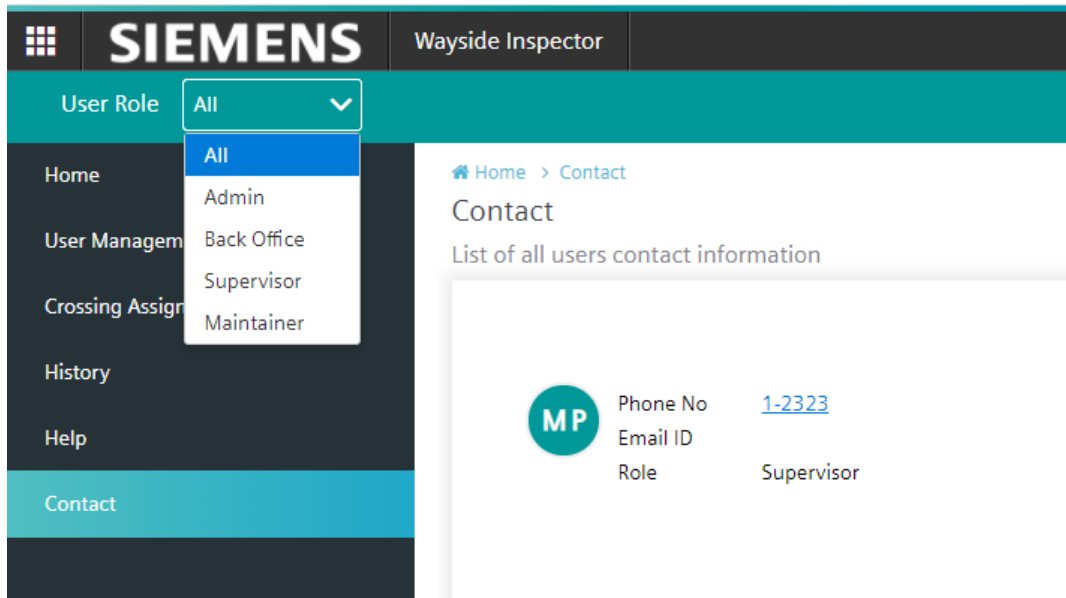 SIEMENS Wayside Inspector
User Role All
All
Admin
Back Office
Supervisor
Maintainer
Home
User Managem
Crossing Assign
History
Help
Contact
Home > Contact
Contact
List of all users contact information
MP
Phone No 1-2323
Email ID
Role Supervisor